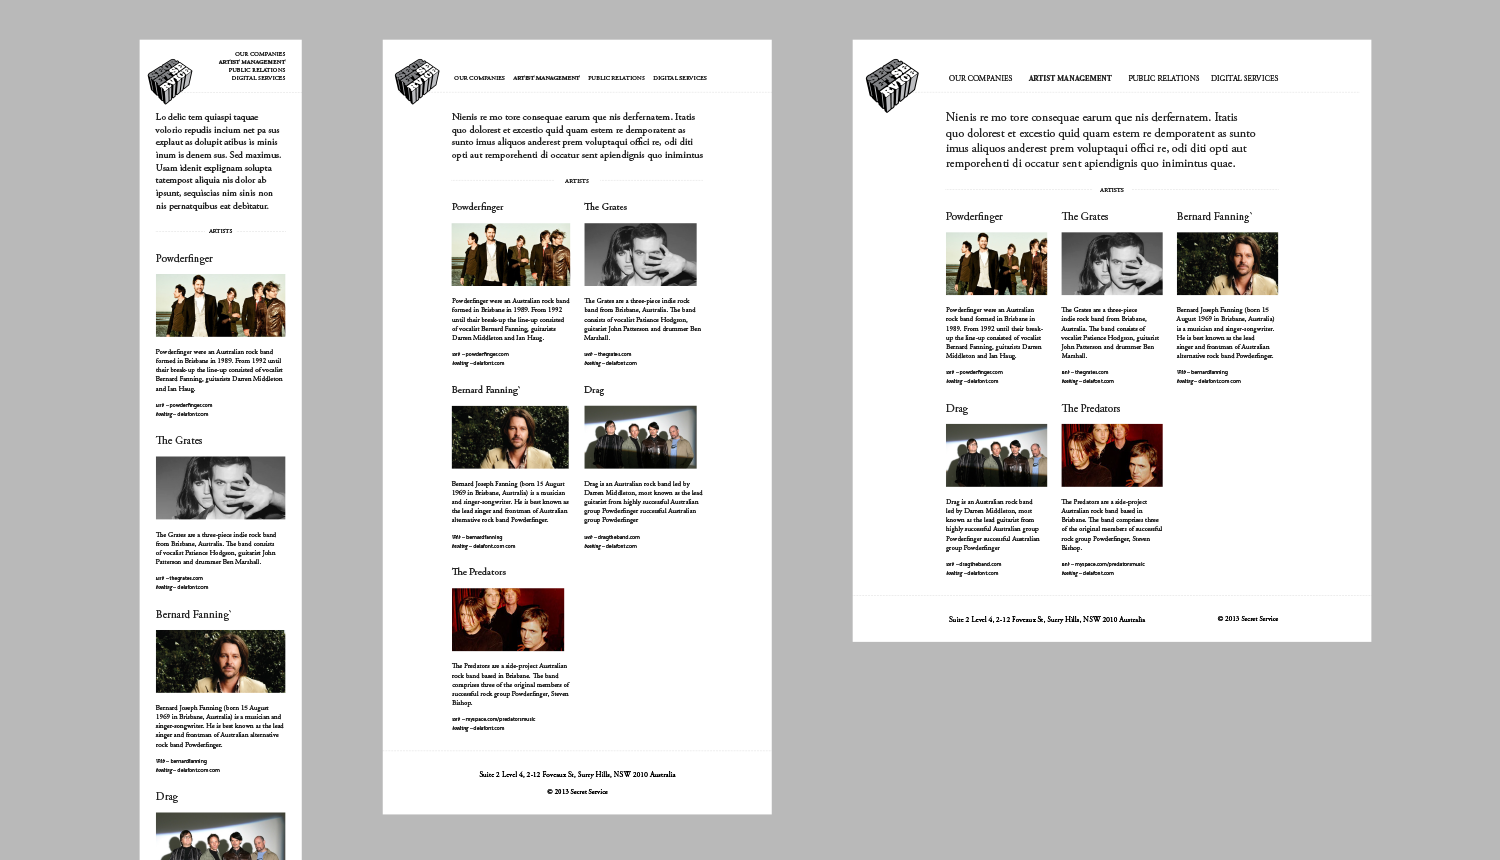 SECRET
SE
RVICE
OUR COMPANIES
ARTIST MANAGEMENT
PUBLIC RELATIONS
DIGITAL SERVICES
Lo delic tem quiaspi taquae
volorio repudis incium net pa sus
explaut as dolupit atibus is minis
inum is denem sus. Sed maximus.
Usam idenit explignam solupta
tatempost aliquia nis dolor ab
ipsunt, sequiscias nim sinis non
nis pernatquibus eat debitatur.
ARTISTS
Powderfinger
Powderfinger were an Australian rock band
formed in Brisbane in 1989. From 1992 until
their break-up the line-up consisted of vocalist
Bernard Fanning, guitarists Darren Middleton
and Ian Haug.
web – powderfinger.com
booking – delafont.com
The Grates
The Grates are a three-piece indie rock band
from Brisbane, Australia. The band consists
of vocalist Patience Hodgson, guitarist John
Patterson and drummer Ben Marshall.
web – thegrates.com
booking – delafont.com
Bernard Fanning`
Bernard Joseph Fanning (born 15 August
1969 in Brisbane, Australia) is a musician and
singer-songwriter. He is best known as the lead
singer and frontman of Australian alternative
rock band Powderfinger.
Web – bernardfanning
booking – delafont.com com
Drag
SECRET
SE
RVICE
OUR COMPANIES ARTIST MANAGEMENT PUBLIC RELATIONS DIGITAL SERVICES
Nienis re mo tore consequae earum que nis derfernatem. Itatis
quo dolorest et excestio quid quam estem re demporatent as
sunto imus aliquos anderest prem voluptaqui offici re, odi diti
opti aut remporehenti di occatur sent apiendignis quo inimintus
ARTISTS
Powderfinger
Powderfinger were an Australian rock band
formed in Brisbane in 1989. From 1992
until their break-up the line-up consisted
of vocalist Bernard Fanning, guitarists
Darren Middleton and Ian Haug.
web – powderfinger.com
booking – delafont.com
The Grates
The Grates are a three-piece indie rock
band from Brisbane, Australia. The band
consists of vocalist Patience Hodgson,
guitarist John Patterson and drummer Ben
Marshall.
web – thegrates.com
booking – delafont.com
Bernard Fanning`
Bernard Joseph Fanning (born 15 August
1969 in Brisbane, Australia) is a musician
and singer-songwriter. He is best known as
the lead singer and frontman of Australian
alternative rock band Powderfinger.
Web – bernardfanning
booking – delafont.com com
Drag
Drag is an Australian rock band led by
Darren Middleton, most known as the lead
guitarist from highly successful Australian
group Powderfinger successful Australian
group Powderfinger
web – dragtheband.com
booking – delafont.com
The Predators
The Predators are a side-project Australian
rock band based in Brisbane. The band
comprises three of the original members of
successful rock group Powderfinger, Steven
Bishop.
web – myspace.com/predatorsmusic
booking – delafont.com
Suite 2 Level 4, 2-12 Foveaux St, Surry Hills, NSW 2010 Australia
© 2013 Secret Service
SECRET
SE
RVICE
OUR COMPANIES ARTIST MANAGEMENT PUBLIC RELATIONS DIGITAL SERVICES
Nienis re mo tore consequae earum que nis derfernatem. Itatis
quo dolorest et excestio quid quam estem re demporatent as sunto
imus aliquos anderest prem voluptaqui offici re, odi diti opti aut
remporehenti di occatur sent apiendignis quo inimintus quae.
ARTISTS
Powderfinger
Powderfinger were an Australian
rock band formed in Brisbane in
1989. From 1992 until their break-
up the line-up consisted of vocalist
Bernard Fanning, guitarists Darren
Middleton and Ian Haug.
web – powderfinger.com
booking – delafont.com
The Grates
The Grates are a three-piece
indie rock band from Brisbane,
Australia. The band consists of
vocalist Patience Hodgson, guitarist
John Patterson and drummer Ben
Marshall.
web – thegrates.com
booking – delafont.com
Bernard Fanning`
Bernard Joseph Fanning (born 15
August 1969 in Brisbane, Australia)
is a musician and singer-songwriter.
He is best known as the lead
singer and frontman of Australian
alternative rock band Powderfinger.
Web – bernardfanning
booking – delafont.com com
Drag
Drag is an Australian rock band
led by Darren Middleton, most
known as the lead guitarist from
highly successful Australian group
Powderfinger successful Australian
group Powderfinger
web – dragtheband.com
booking – delafont.com
The Predators
The Predators are a side-project
Australian rock band based in
Brisbane. The band comprises three
of the original members of successful
rock group Powderfinger, Steven
Bishop.
web – myspace.com/predatorsmusic
booking – delafont.com
Suite 2 Level 4, 2-12 Foveaux St, Surry Hills, NSW 2010 Australia
© 2013 Secret Service